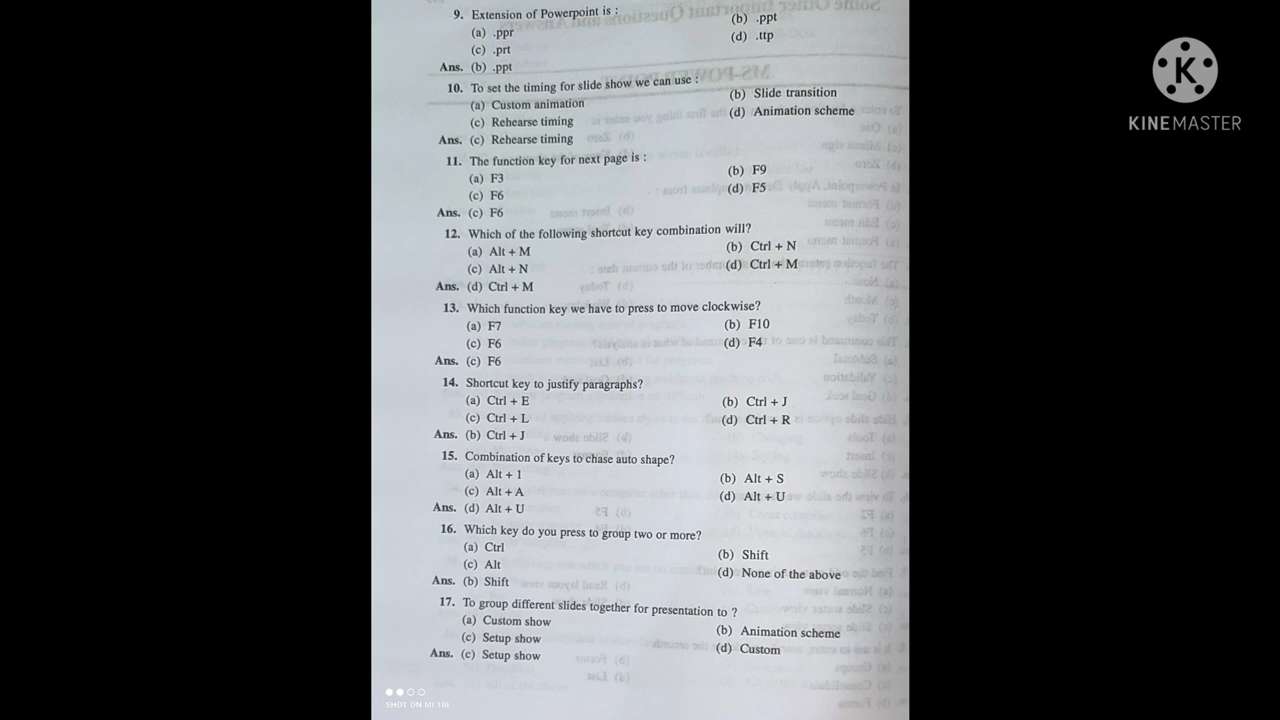 9. Extension of Powerpoint is :
(a) .ppr (b) .ppt
(c) .prt (d) .ttp
Ans. (b) .ppt
10. To set the timing for slide show we can use :
(a) Custom animation (b) Slide transition
(c) Rehearse timing (d) Animation scheme
Ans. (c) Rehearse timing
11. The function key for next page is :
(a) F3 (b) F9
(c) F6 (d) F5
Ans. (c) F6
12. Which of the following shortcut key combination will?
(a) Alt + M (b) Ctrl + N
(c) Alt + N (d) Ctrl + M
Ans. (d) Ctrl + M
13. Which function key we have to press to move clockwise?
(a) F7 (b) F10
(c) F6 (d) F4
Ans. (c) F6
14. Shortcut key to justify paragraphs?
(a) Ctrl + E (b) Ctrl + J
(c) Ctrl + L (d) Ctrl + R
Ans. (b) Ctrl + J
15. Combination of keys to chase auto shape?
(a) Alt + 1 (b) Alt + S
(c) Alt + A (d) Alt + U
Ans. (d) Alt + U
16. Which key do you press to group two or more?
(a) Ctrl (b) Shift
(c) Alt (d) None of the above
Ans. (b) Shift
17. To group different slides together for presentation to ?
(a) Custom show (b) Animation scheme
(c) Setup show (d) Custom
Ans. (c) Setup show
SHOT ON MI 10i
K
KINEMASTER